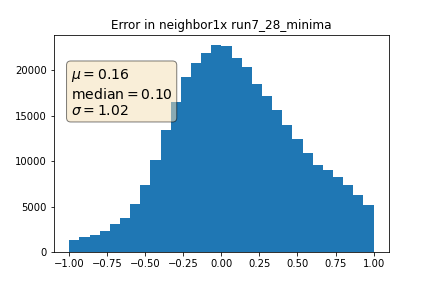 Error in neighbor1x run7_28_minima
μ = 0.16
median = 0.10
σ = 1.02
20000
15000
10000
5000
0
−1.00 −0.75 −0.50 −0.25 0.00 0.25 0.50 0.75 1.00